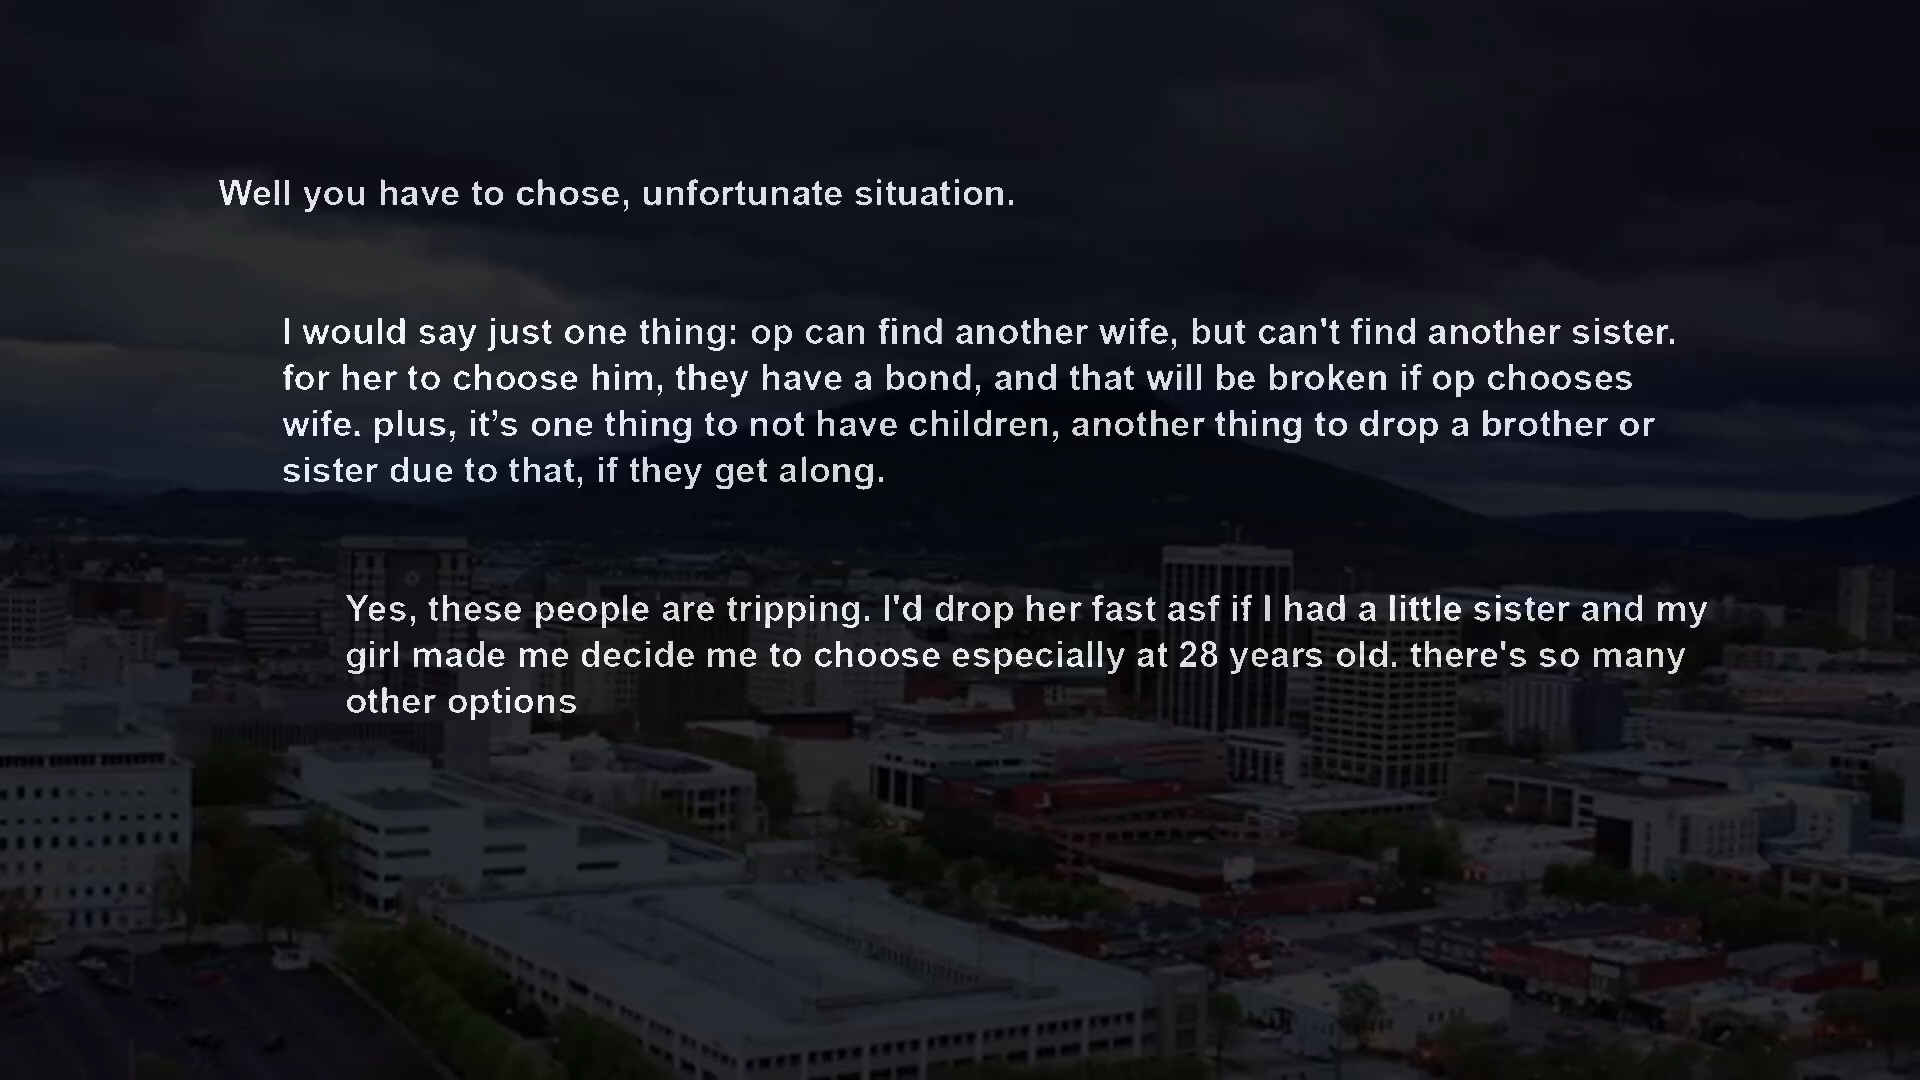 Well you have to chose, unfortunate situation.
I would say just one thing: op can find another wife, but can't find another sister.
for her to choose him, they have a bond, and that will be broken if op chooses
wife. plus, it’s one thing to not have children, another thing to drop a brother or
sister due to that, if they get along.
Yes, these people are tripping. I'd drop her fast asf if I had a little sister and my
girl made me decide me to choose especially at 28 years old. there's so many
other options